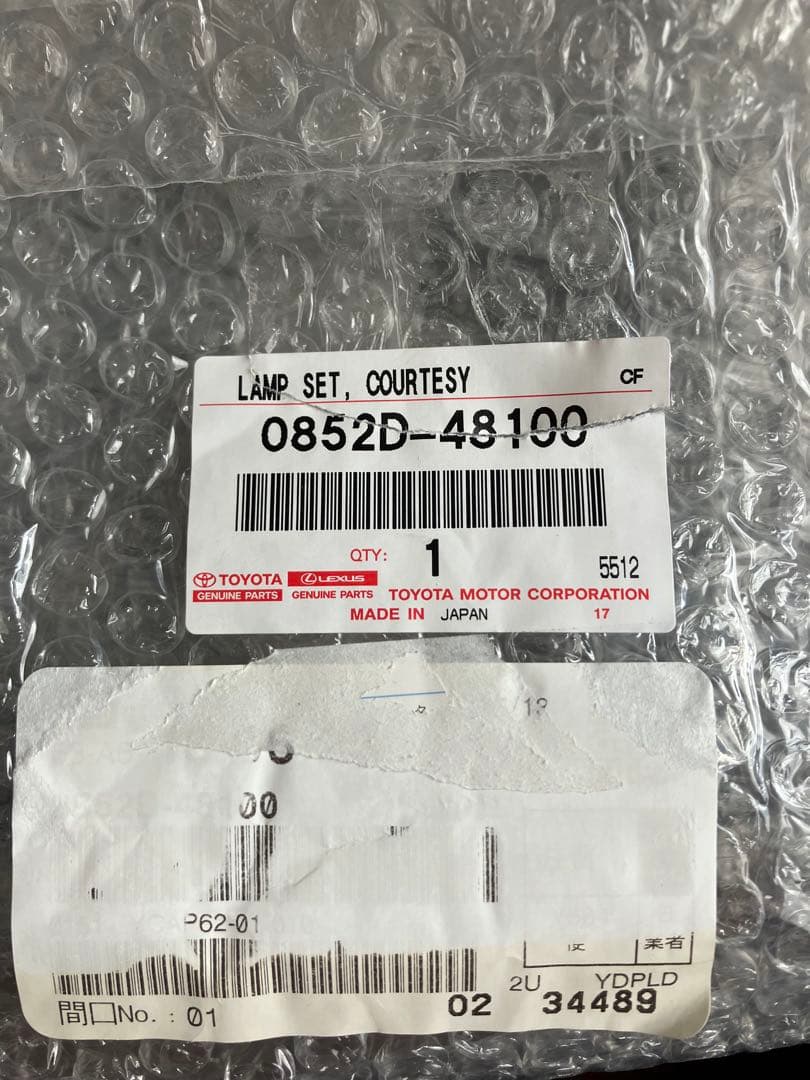 LAMP SET, COURTESY CF
0852D-48100
QTY: 1 5512
TOYOTA LEXUS
GENUINE PARTS GENUINE PARTS TOYOTA MOTOR CORPORATION
MADE IN JAPAN 17
00
P62-01
業者
2U YDPLD
間口No. : 01 02 34489